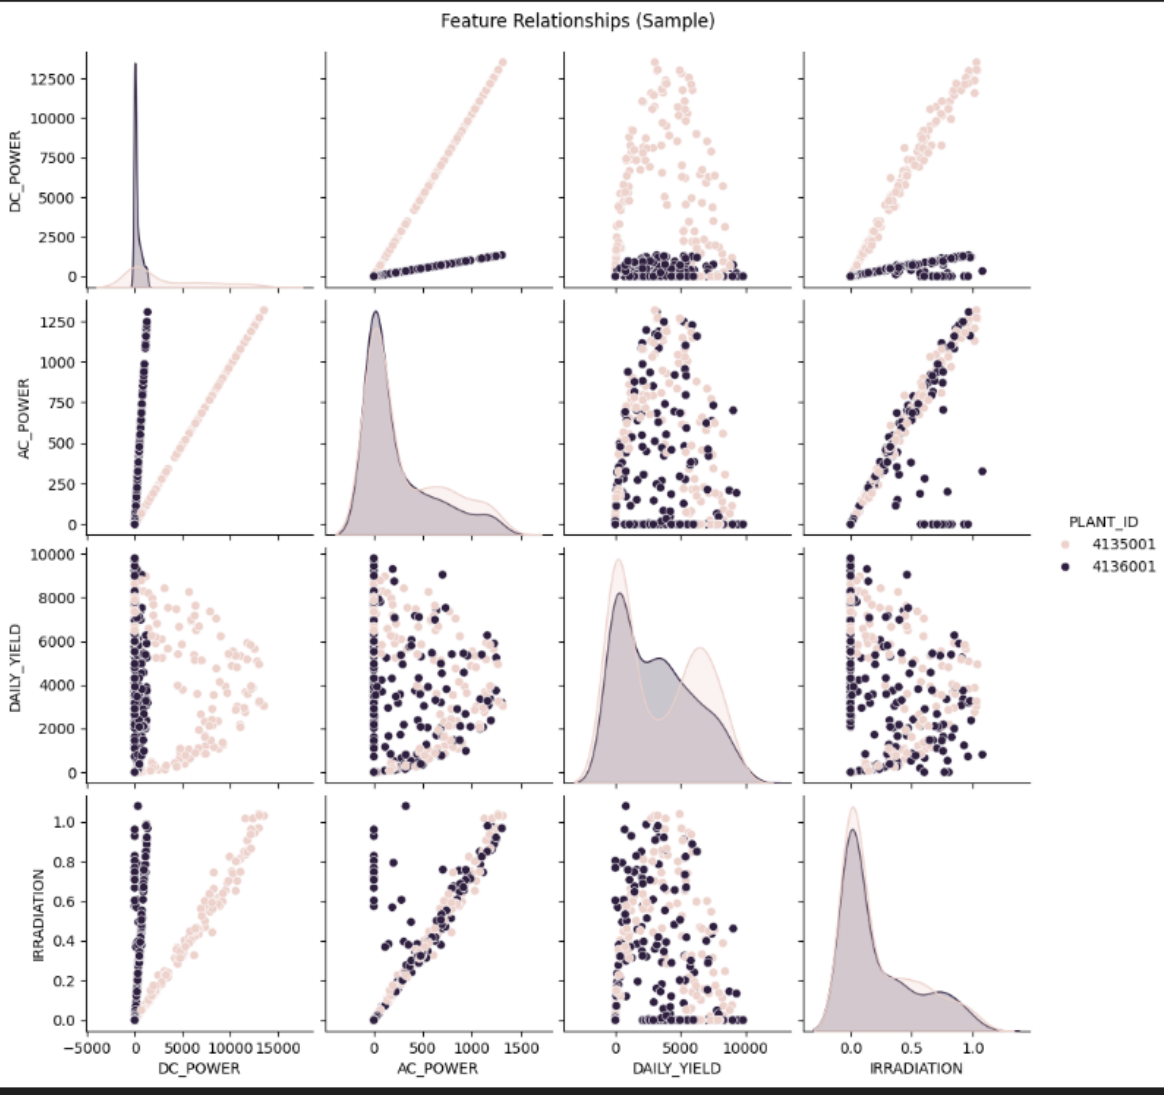 Feature Relationships (Sample)
12500
10000
7500
5000
2500
0
DC_POWER
1250
1000
750
500
250
0
AC_POWER
10000
8000
6000
4000
2000
0
DAILY_YIELD
PLANT_ID
4135001
4136001
1.0
0.8
0.6
0.4
0.2
0.0
IRRADIATION
−5000 0 5000 10000 15000
0 500 1000 1500
0 5000 10000
0.0 0.5 1.0
DC_POWER
AC_POWER
DAILY_YIELD
IRRADIATION